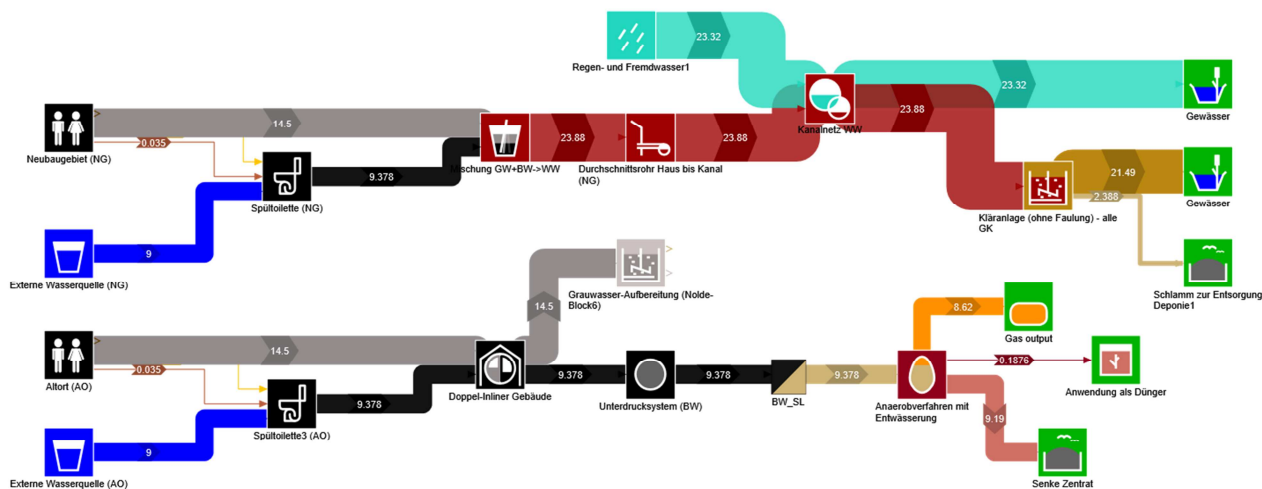 23.32
Regen- und Fremdwasser1
23.32
Gewässer
14.5
0.035
Neubaugebiet (NG)
23.88
23.88
Kanalnetz WW
23.88
Mischung GW+BW->WW
Durchschnittsrohr Haus bis Kanal
(NG)
9.378
Spültoilette (NG)
21.49
2.388
Gewässer
Kläranlage (ohne Faulung) - alle
GK
9
Externe Wasserquelle (NG)
Grauwasser-Aufbereitung (Nolde-
Block6)
14.5
Schlamm zur Entsorgung
Deponie1
8.62
Gas output
14.5
0.035
Altort (AO)
9.378
Doppel-Inliner Gebäude
9.378
Unterdrucksystem (BW)
9.378
BW_SL
9.378
Anaerobverfahren mit
Entwässerung
0.1876
Anwendung als Dünger
9.378
Spültoilette3 (AO)
9.19
9
Externe Wasserquelle (AO)
Senke Zentrat